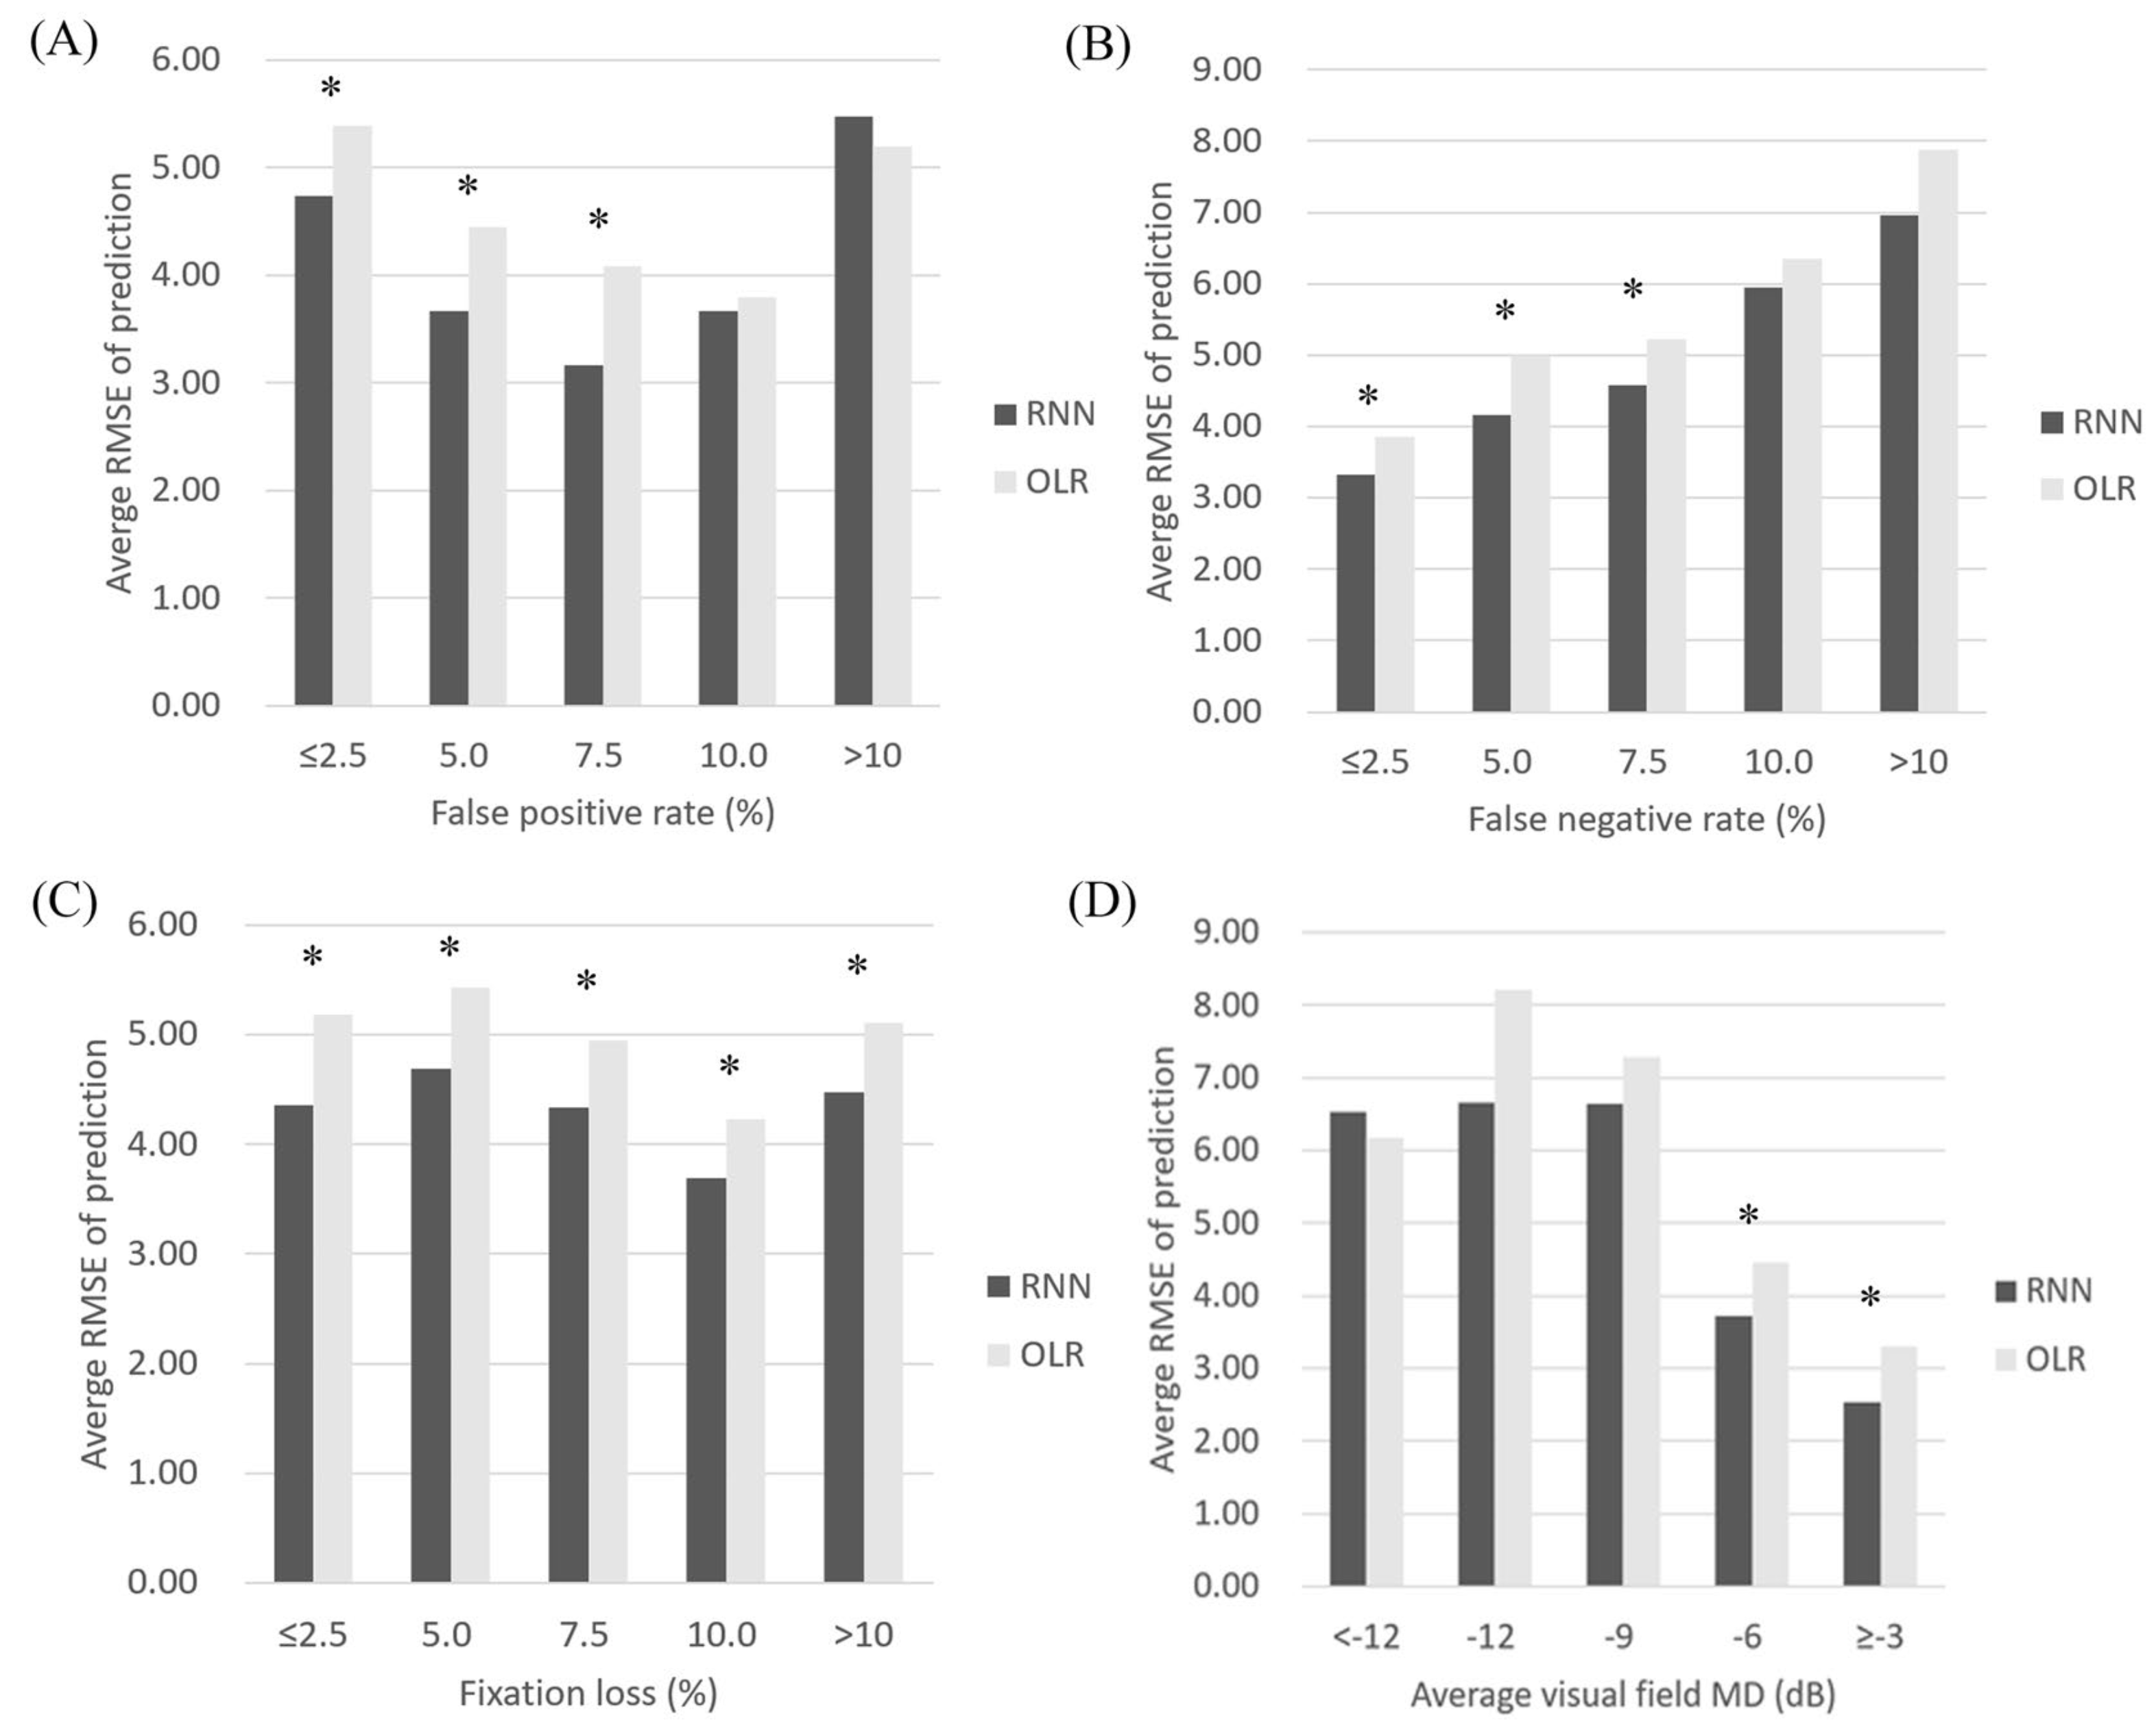 (A)
6.00
5.00
4.00
3.00
2.00
1.00
0.00
Averge RMSE of prediction
*
*
*
≤2.5 5.0 7.5 10.0 >10
False positive rate (%)
RNN
OLR
(B)
9.00
8.00
7.00
6.00
5.00
4.00
3.00
2.00
1.00
0.00
Averge RMSE of prediction
*
*
*
≤2.5 5.0 7.5 10.0 >10
False negative rate (%)
RNN
OLR
(C)
6.00
5.00
4.00
3.00
2.00
1.00
0.00
Averge RMSE of prediction
*
*
*
*
*
≤2.5 5.0 7.5 10.0 >10
Fixation loss (%)
RNN
OLR
(D)
9.00
8.00
7.00
6.00
5.00
4.00
3.00
2.00
1.00
0.00
Averge RMSE of prediction
*
*
<-12 -12 -9 -6 ≥-3
Average visual field MD (dB)
RNN
OLR